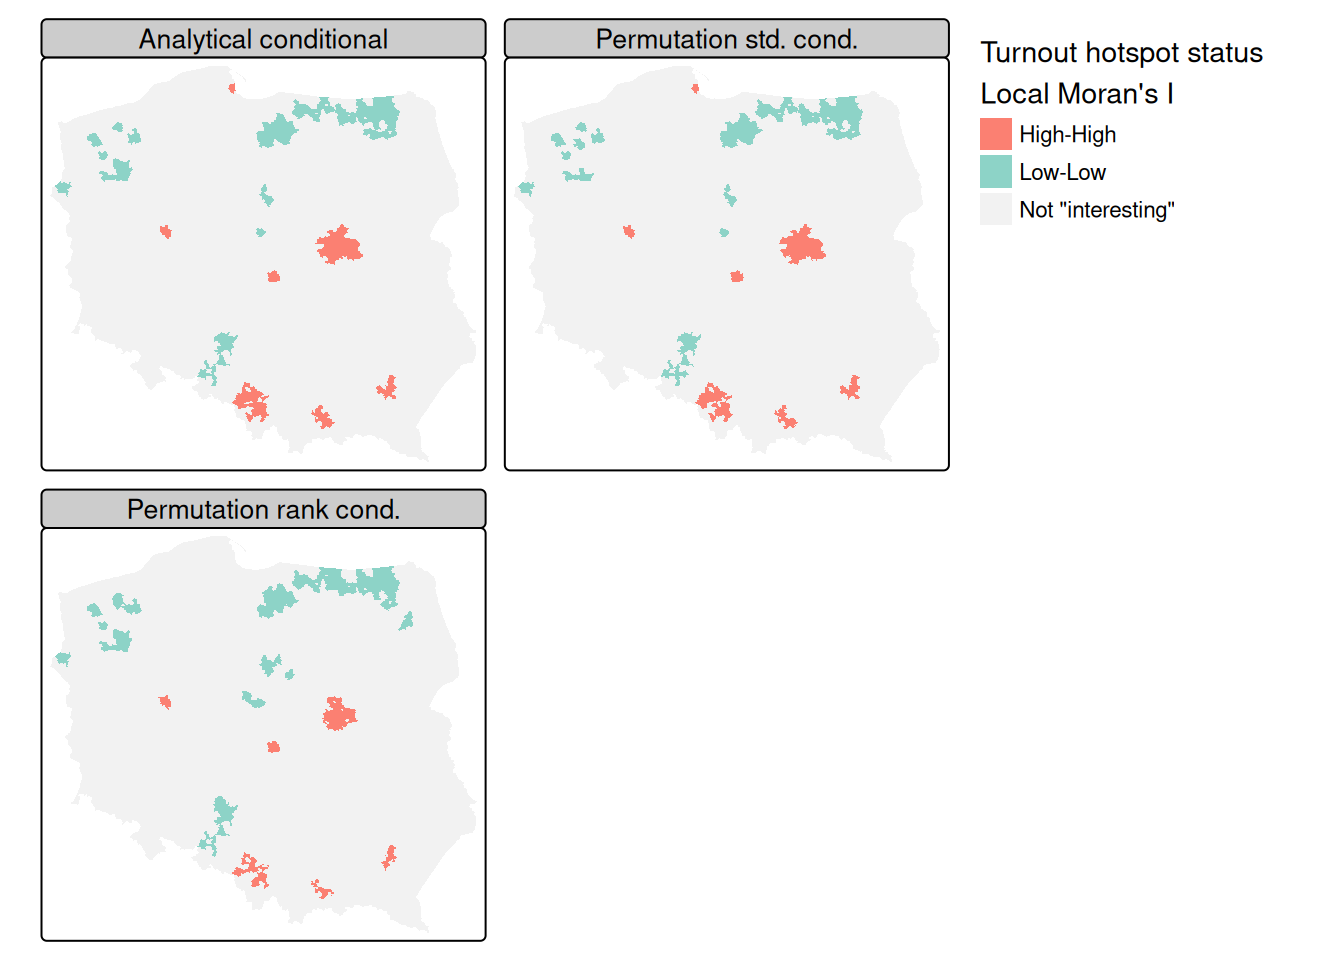 Analytical conditional
Permutation std. cond.
Turnout hotspot status
Local Moran's I
High-High
Low-Low
Not "interesting"
Permutation rank cond.